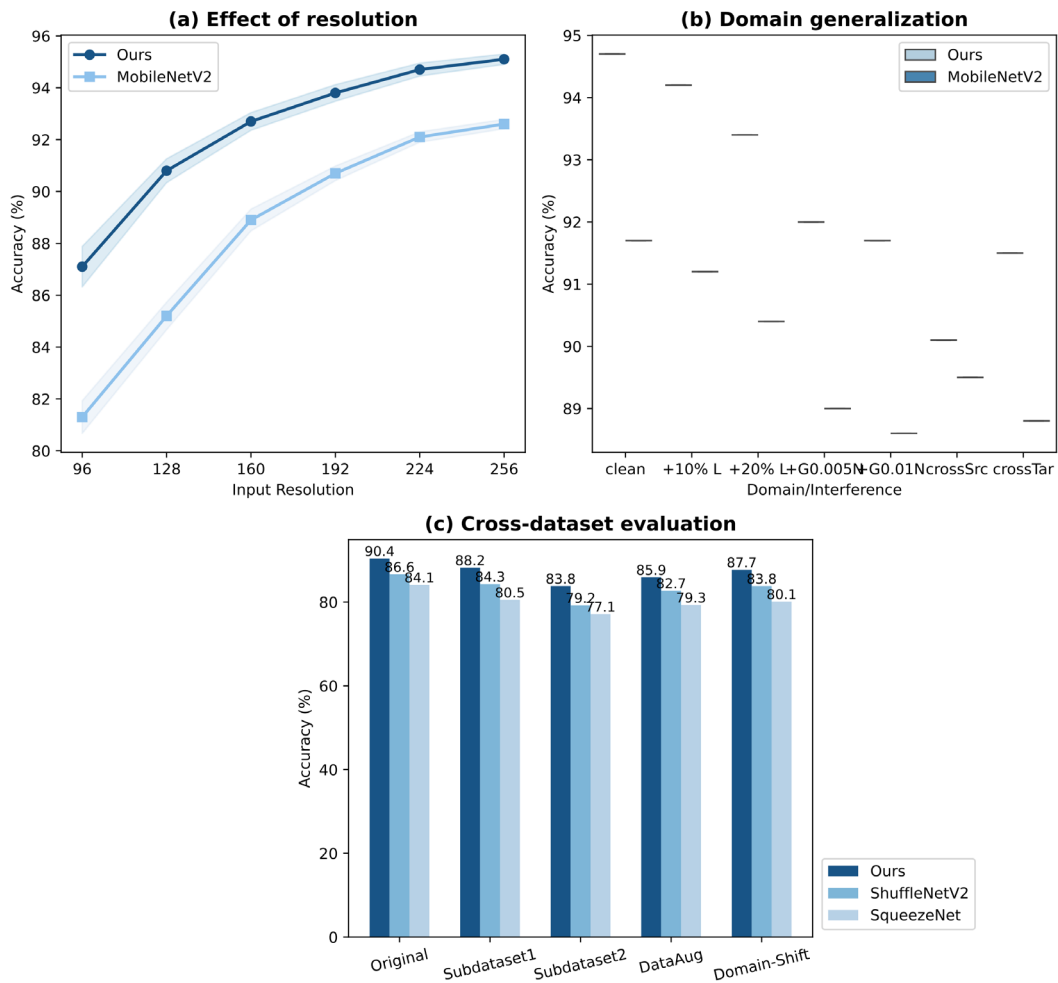 (a) Effect of resolution
Ours
MobileNetV2
96
94
92
90
88
86
84
82
80
Accuracy (%)
96 128 160 192 224 256
Input Resolution
(b) Domain generalization
Ours
MobileNetV2
95
94
93
92
91
90
89
Accuracy (%)
clean +10% L +20% L +G0.005N +G0.01N crossSrc crossTar
Domain/Interference
(c) Cross-dataset evaluation
90.4 86.6 84.1 88.2 84.3 80.5 83.8 79.2 77.1 85.9 82.7 79.3 87.7 83.8 80.1
80
60
40
20
0
Accuracy (%)
Original Subdataset1 Subdataset2 DataAug Domain-Shift
Ours
ShuffleNetV2
SqueezeNet